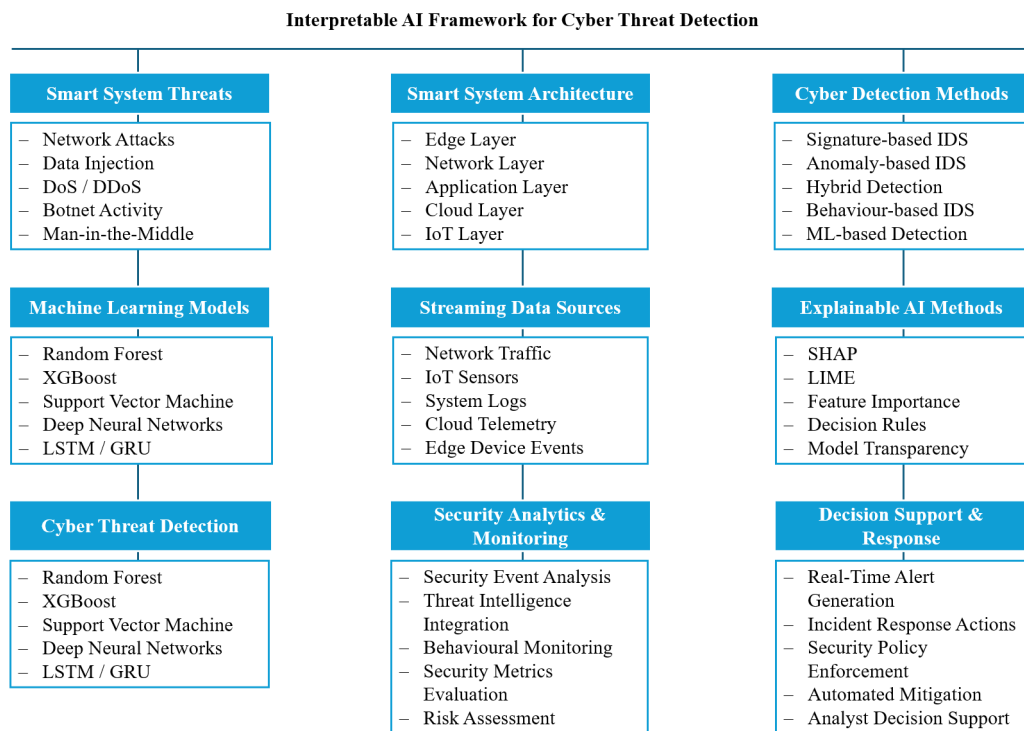 Interpretable AI Framework for Cyber Threat Detection
Smart System Threats
– Network Attacks
– Data Injection
– DoS / DDoS
– Botnet Activity
– Man-in-the-Middle
Smart System Architecture
– Edge Layer
– Network Layer
– Application Layer
– Cloud Layer
– IoT Layer
Cyber Detection Methods
– Signature-based IDS
– Anomaly-based IDS
– Hybrid Detection
– Behaviour-based IDS
– ML-based Detection
Machine Learning Models
– Random Forest
– XGBoost
– Support Vector Machine
– Deep Neural Networks
– LSTM / GRU
Streaming Data Sources
– Network Traffic
– IoT Sensors
– System Logs
– Cloud Telemetry
– Edge Device Events
Explainable AI Methods
– SHAP
– LIME
– Feature Importance
– Decision Rules
– Model Transparency
Cyber Threat Detection
– Random Forest
– XGBoost
– Support Vector Machine
– Deep Neural Networks
– LSTM / GRU
Security Analytics &
Monitoring
– Security Event Analysis
– Threat Intelligence
Integration
– Behavioural Monitoring
– Security Metrics
Evaluation
– Risk Assessment
Decision Support &
Response
– Real-Time Alert
Generation
– Incident Response Actions
– Security Policy
Enforcement
– Automated Mitigation
– Analyst Decision Support